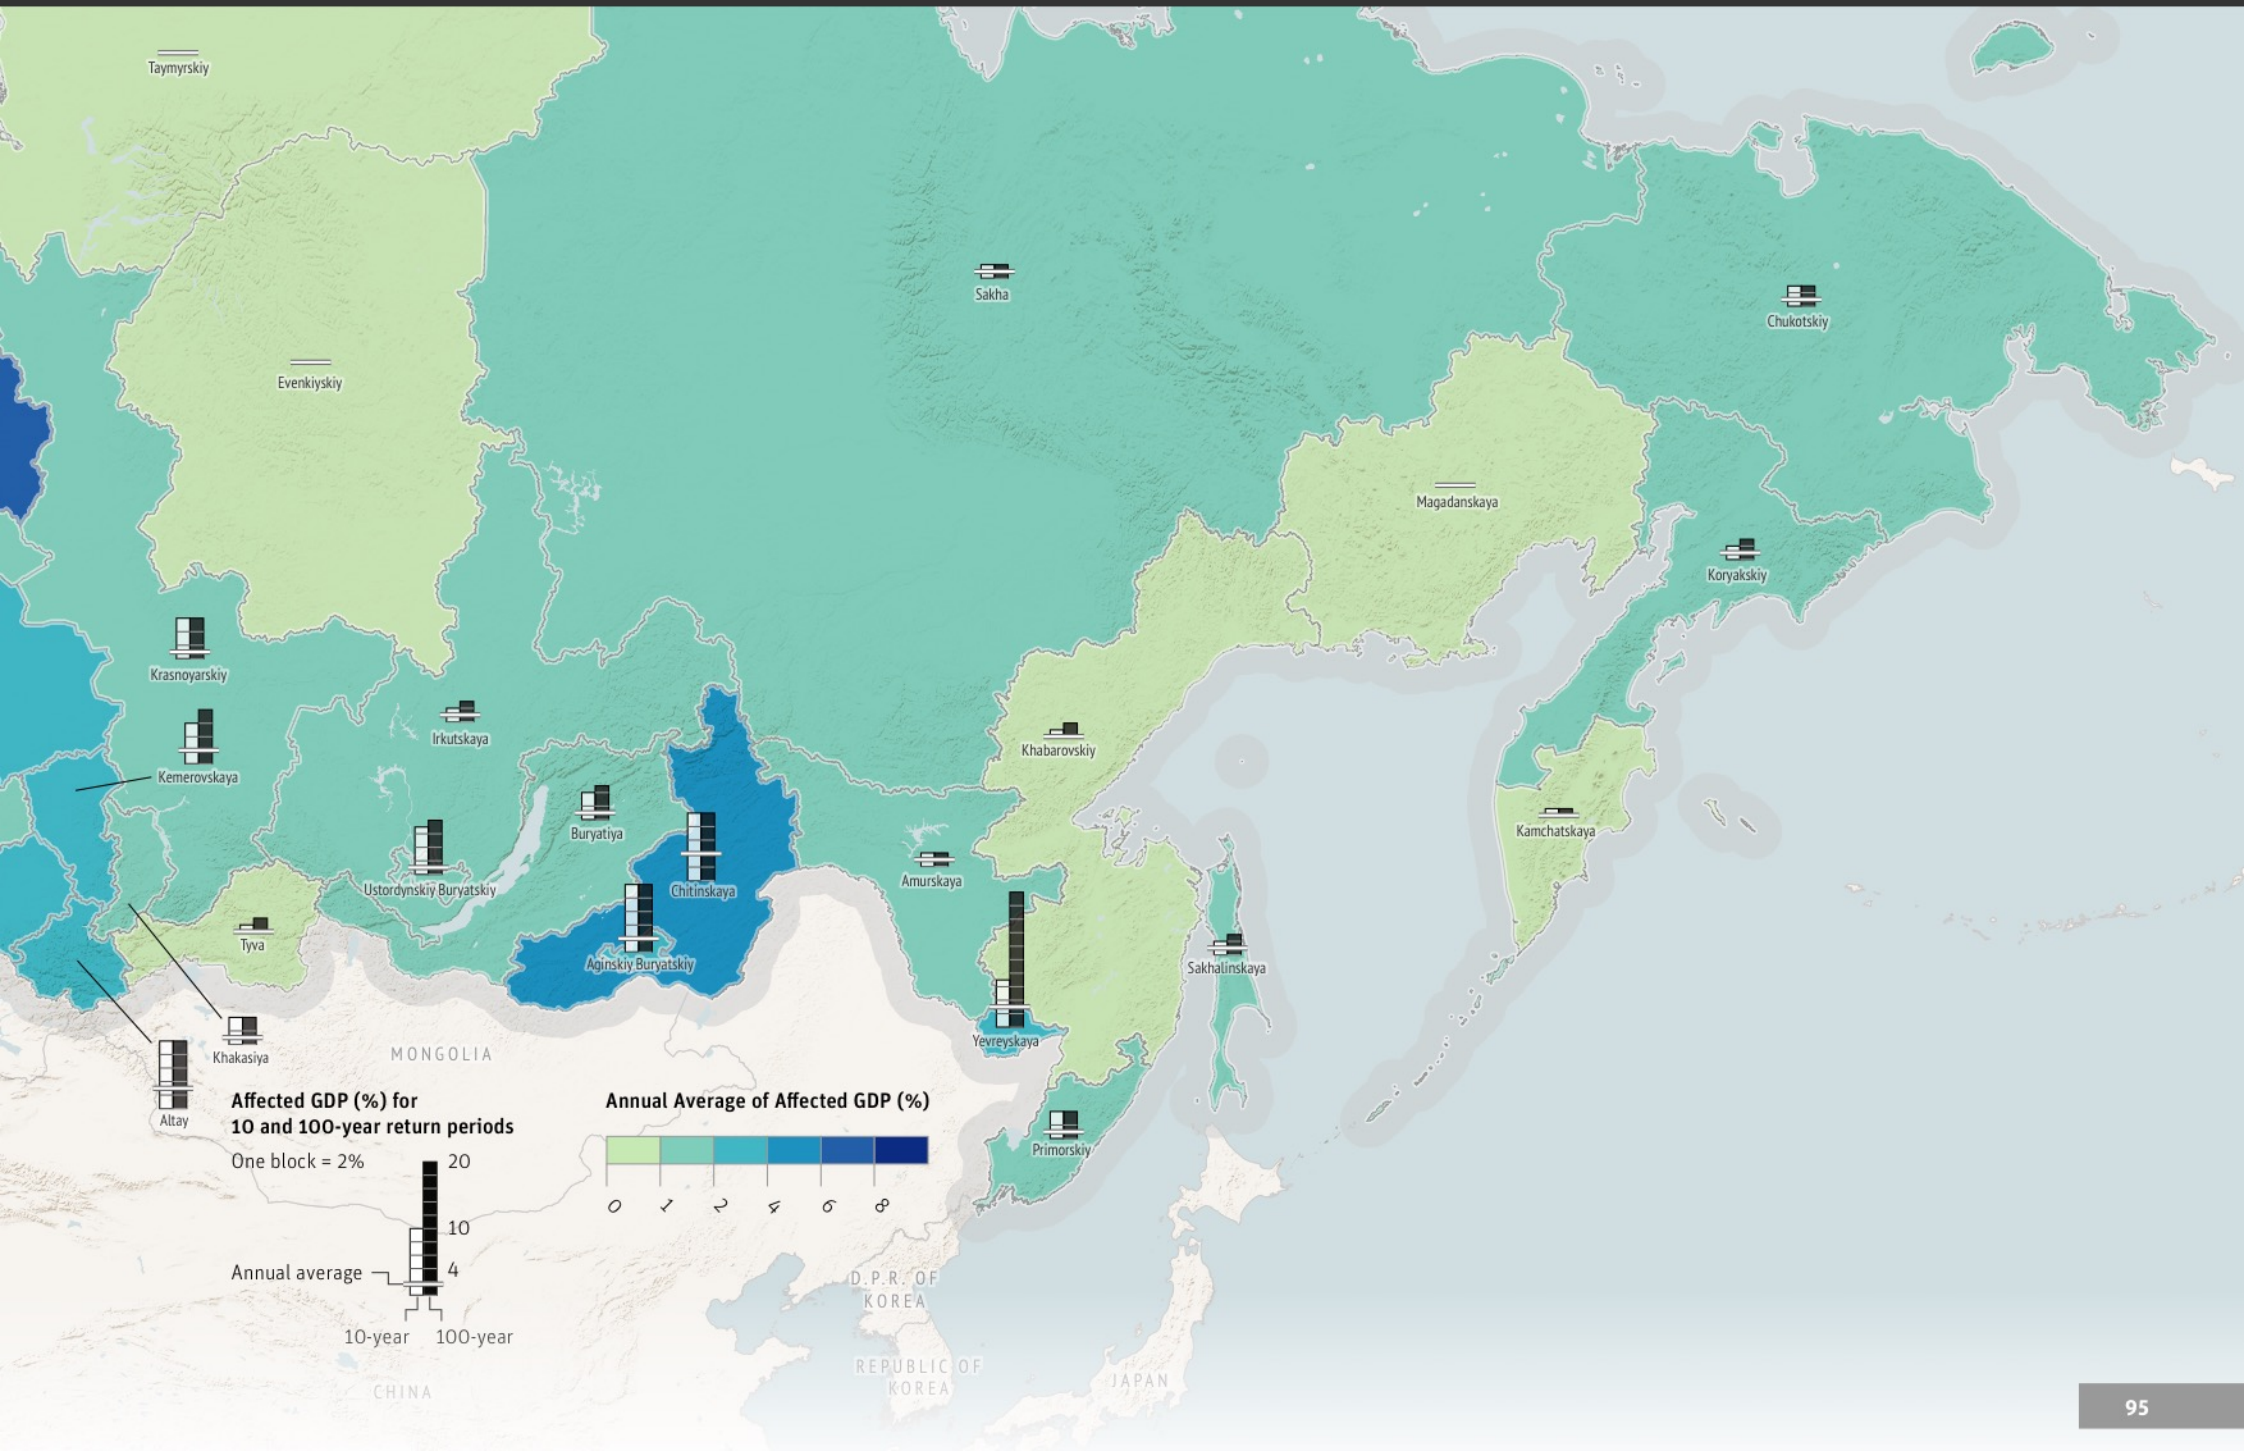 Taymyrskiy
Sakha
Chukotskiy
Evenkiyskiy
Magadanskaya
Koryakskiy
Krasnoyarskiy
Irkutskaya
Khabarovskiy
Kemerovskaya
Buryatiya
Kamchatskaya
Ustordynskiy Buryatskiy
Chitinskaya
Amurskaya
Tyva
Aginskiy Buryatskiy
Sakhalinskaya
Yevreyskaya
Khakasiya
MONGOLIA
Altay
Primorskiy
Affected GDP (%) for
10 and 100-year return periods
One block = 2%
20
10
4
Annual average
10-year 100-year
Annual Average of Affected GDP (%)
0 1 2 4 6 8
D.P.R. OF
KOREA
REPUBLIC OF
KOREA
JAPAN
CHINA
95